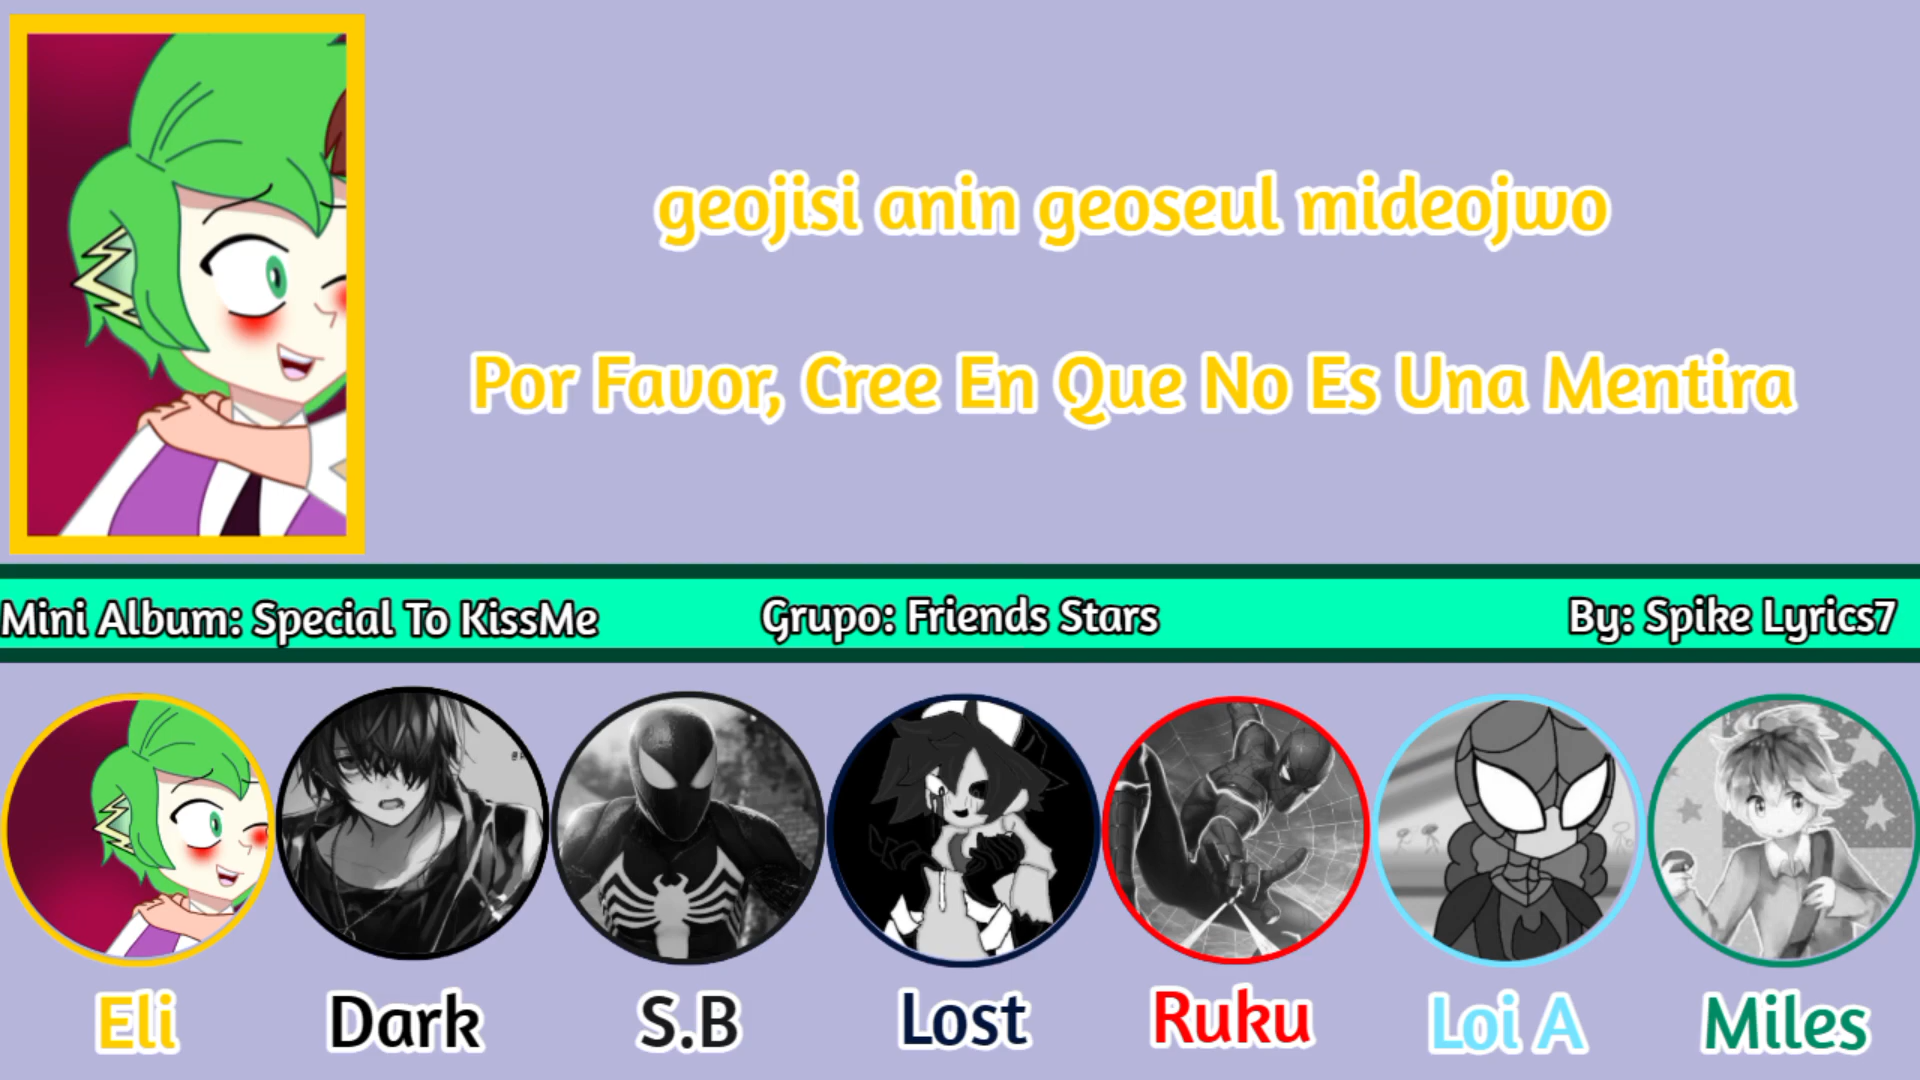 geojisi anin geoseul mideojwo
Por Favor, Cree En Que No Es Una Mentira
Mini Album: Special To KissMe
Grupo: Friends Stars
By: Spike Lyrics7
Eli
Dark
S.B
Lost
Ruku
Loi A
Miles